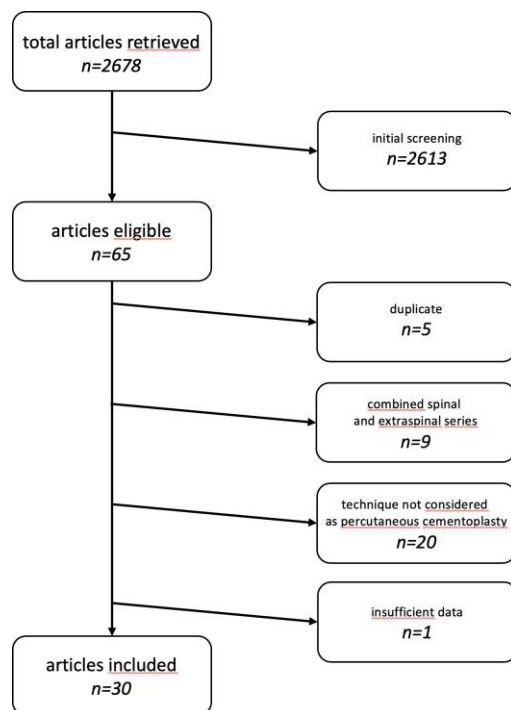 total articles retrieved
n=2678
initial screening
n=2613
articles eligible
n=65
duplicate
n=5
combined spinal
and extraspinal series
n=9
technique not considered
as percutaneous cementoplasty
n=20
insufficient data
n=1
articles included
n=30